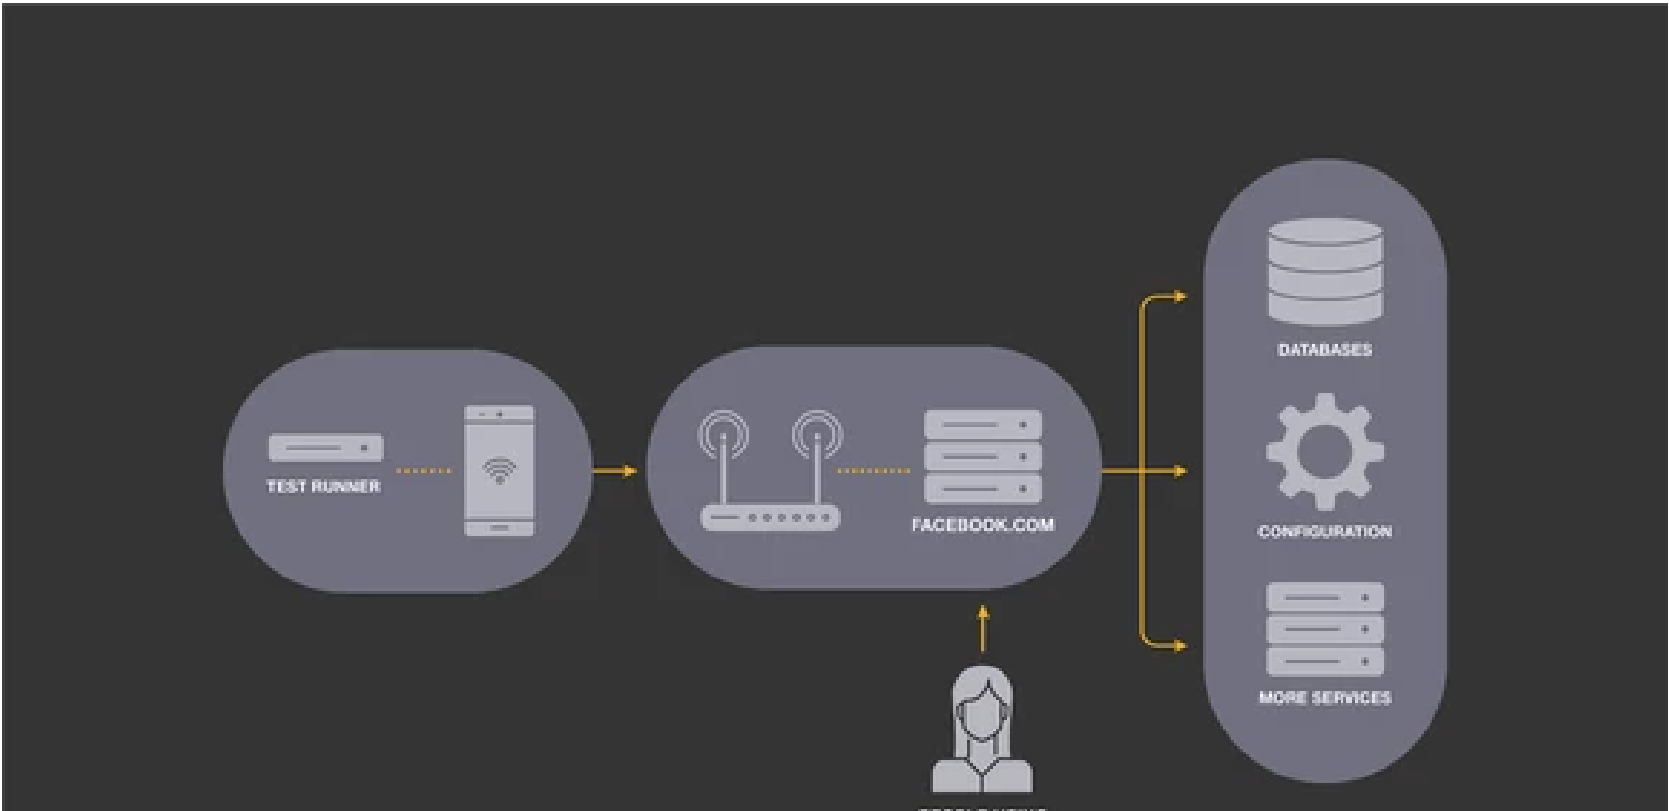 TEST RUNNER
FACEBOOK.COM
DATABASES
CONFIGURATION
MORE SERVICES